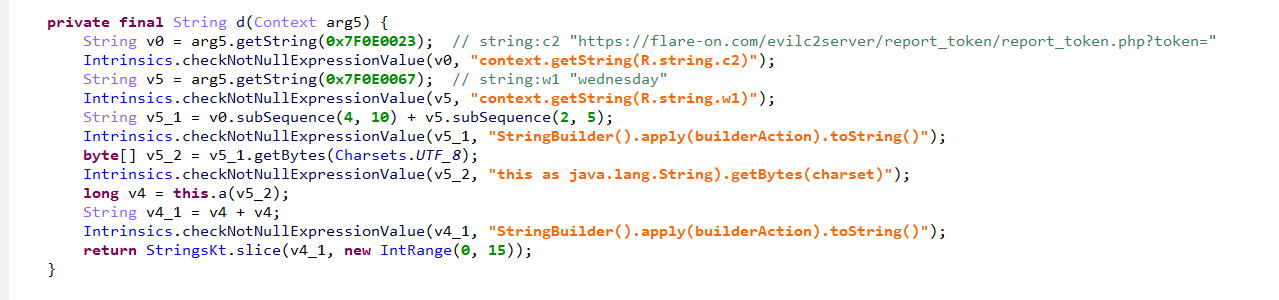 private final String d(Context arg5) {
    String v0 = arg5.getString(0x7F0E0023);  // string:c2 "https://flare-on.com/evilc2server/report_token/report_token.php?token="
    Intrinsics.checkNotNullExpressionValue(v0, "context.getString(R.string.c2)");
    String v5 = arg5.getString(0x7F0E0067);  // string:w1 "wednesday"
    Intrinsics.checkNotNullExpressionValue(v5, "context.getString(R.string.w1)");
    String v5_1 = v0.subSequence(4, 10) + v5.subSequence(2, 5);
    Intrinsics.checkNotNullExpressionValue(v5_1, "StringBuilder().apply(builderAction).toString()");
    byte[] v5_2 = v5_1.getBytes(Charsets.UTF_8);
    Intrinsics.checkNotNullExpressionValue(v5_2, "this as java.lang.String).getBytes(charset)");
    long v4 = this.a(v5_2);
    String v4_1 = v4 + v4;
    Intrinsics.checkNotNullExpressionValue(v4_1, "StringBuilder().apply(builderAction).toString()");
    return StringsKt.slice(v4_1, new IntRange(0, 15));
}